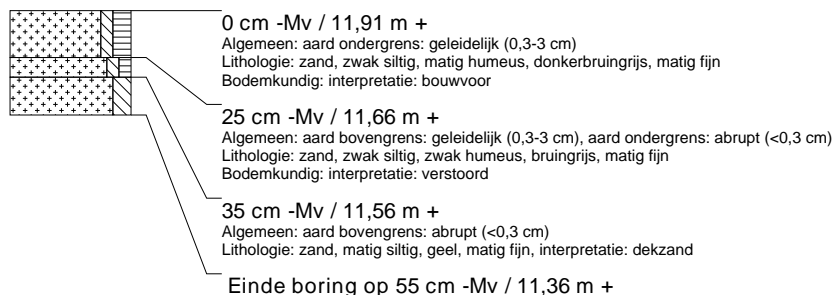 0 cm -Mv / 11,91 m +
Algemeen: aard ondergrens: geleidelijk (0,3-3 cm)
Lithologie: zand, zwak siltig, matig humeus, donkerbruingrijs, matig fijn
Bodemkundig: interpretatie: bouwvoor
25 cm -Mv / 11,66 m +
Algemeen: aard bovengrens: geleidelijk (0,3-3 cm), aard ondergrens: abrupt (<0,3 cm)
Lithologie: zand, zwak siltig, zwak humeus, bruingrijs, matig fijn
Bodemkundig: interpretatie: verstoord
35 cm -Mv / 11,56 m +
Algemeen: aard bovengrens: abrupt (<0,3 cm)
Lithologie: zand, matig siltig, geel, matig fijn, interpretatie: dekzand
Einde boring op 55 cm -Mv / 11,36 m +